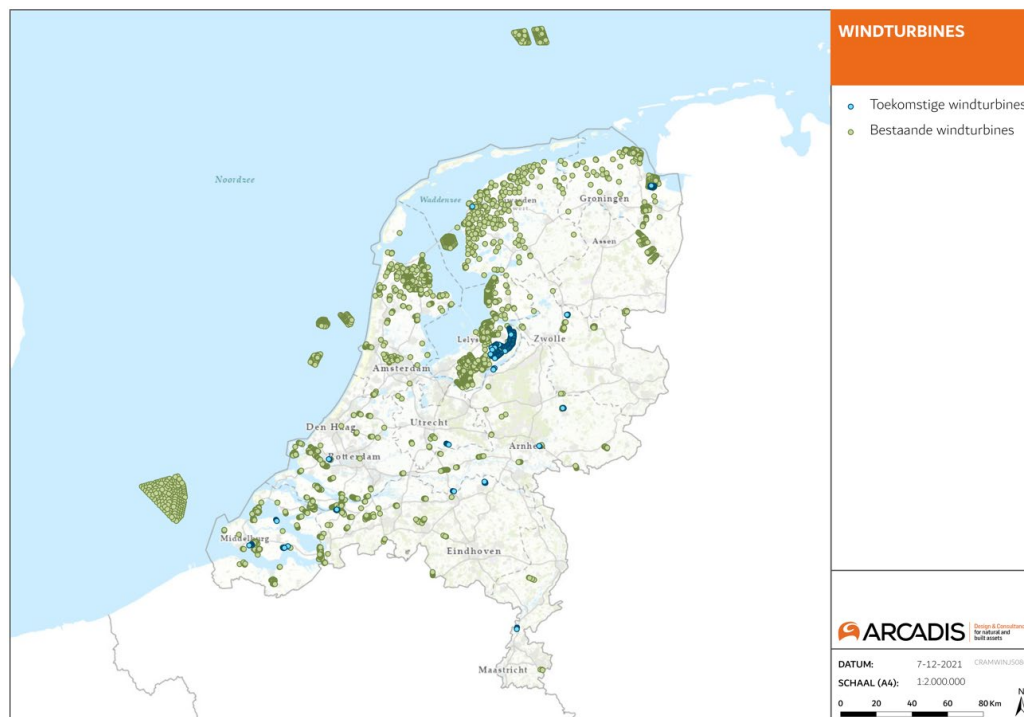 WINDTURBINES
Toekomstige windturbines
Bestaande windturbines
Noordzee
Waddenzee
Groningen
Assen
Zwolle
Amsterdam
Den Haag
Utrecht
Rotterdam
Middelburg
Eindhoven
Maastricht
ARCADIS
Design & Consultancy
for natural and
built assets
DATUM: 7-12-2021
SCHAAL (A4): 1:2.000.000
0 20 40 60 80 Km
N